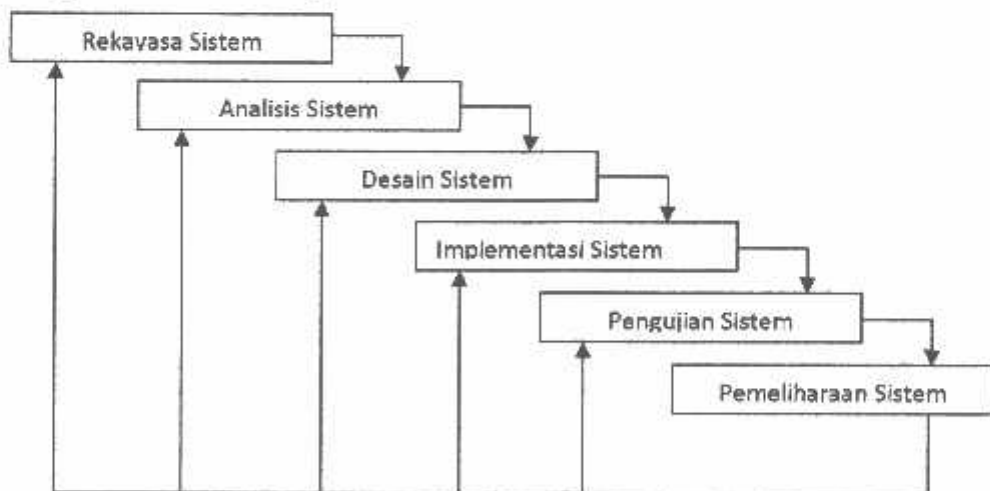 Rekayasa Sistem
Analisis Sistem
Desain Sistem
Implementasi Sistem
Pengujian Sistem
Pemeliharaan Sistem